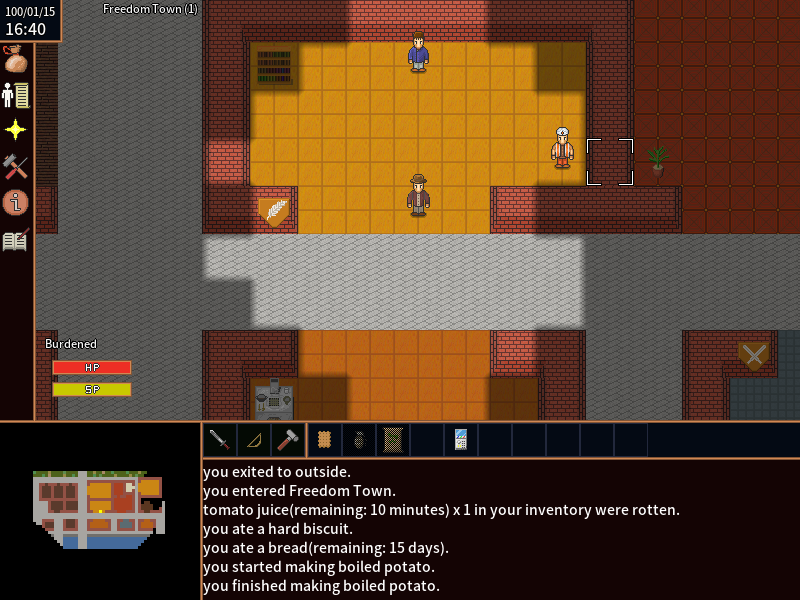 100/01/15
16:40
Freedom Town (1)
Burdened
HP
SP
you exited to outside.
you entered Freedom Town.
tomato juice(remaining: 10 minutes) x 1 in your inventory were rotten.
you ate a hard biscuit.
you ate a bread(remaining: 15 days).
you started making boiled potato.
you finished making boiled potato.